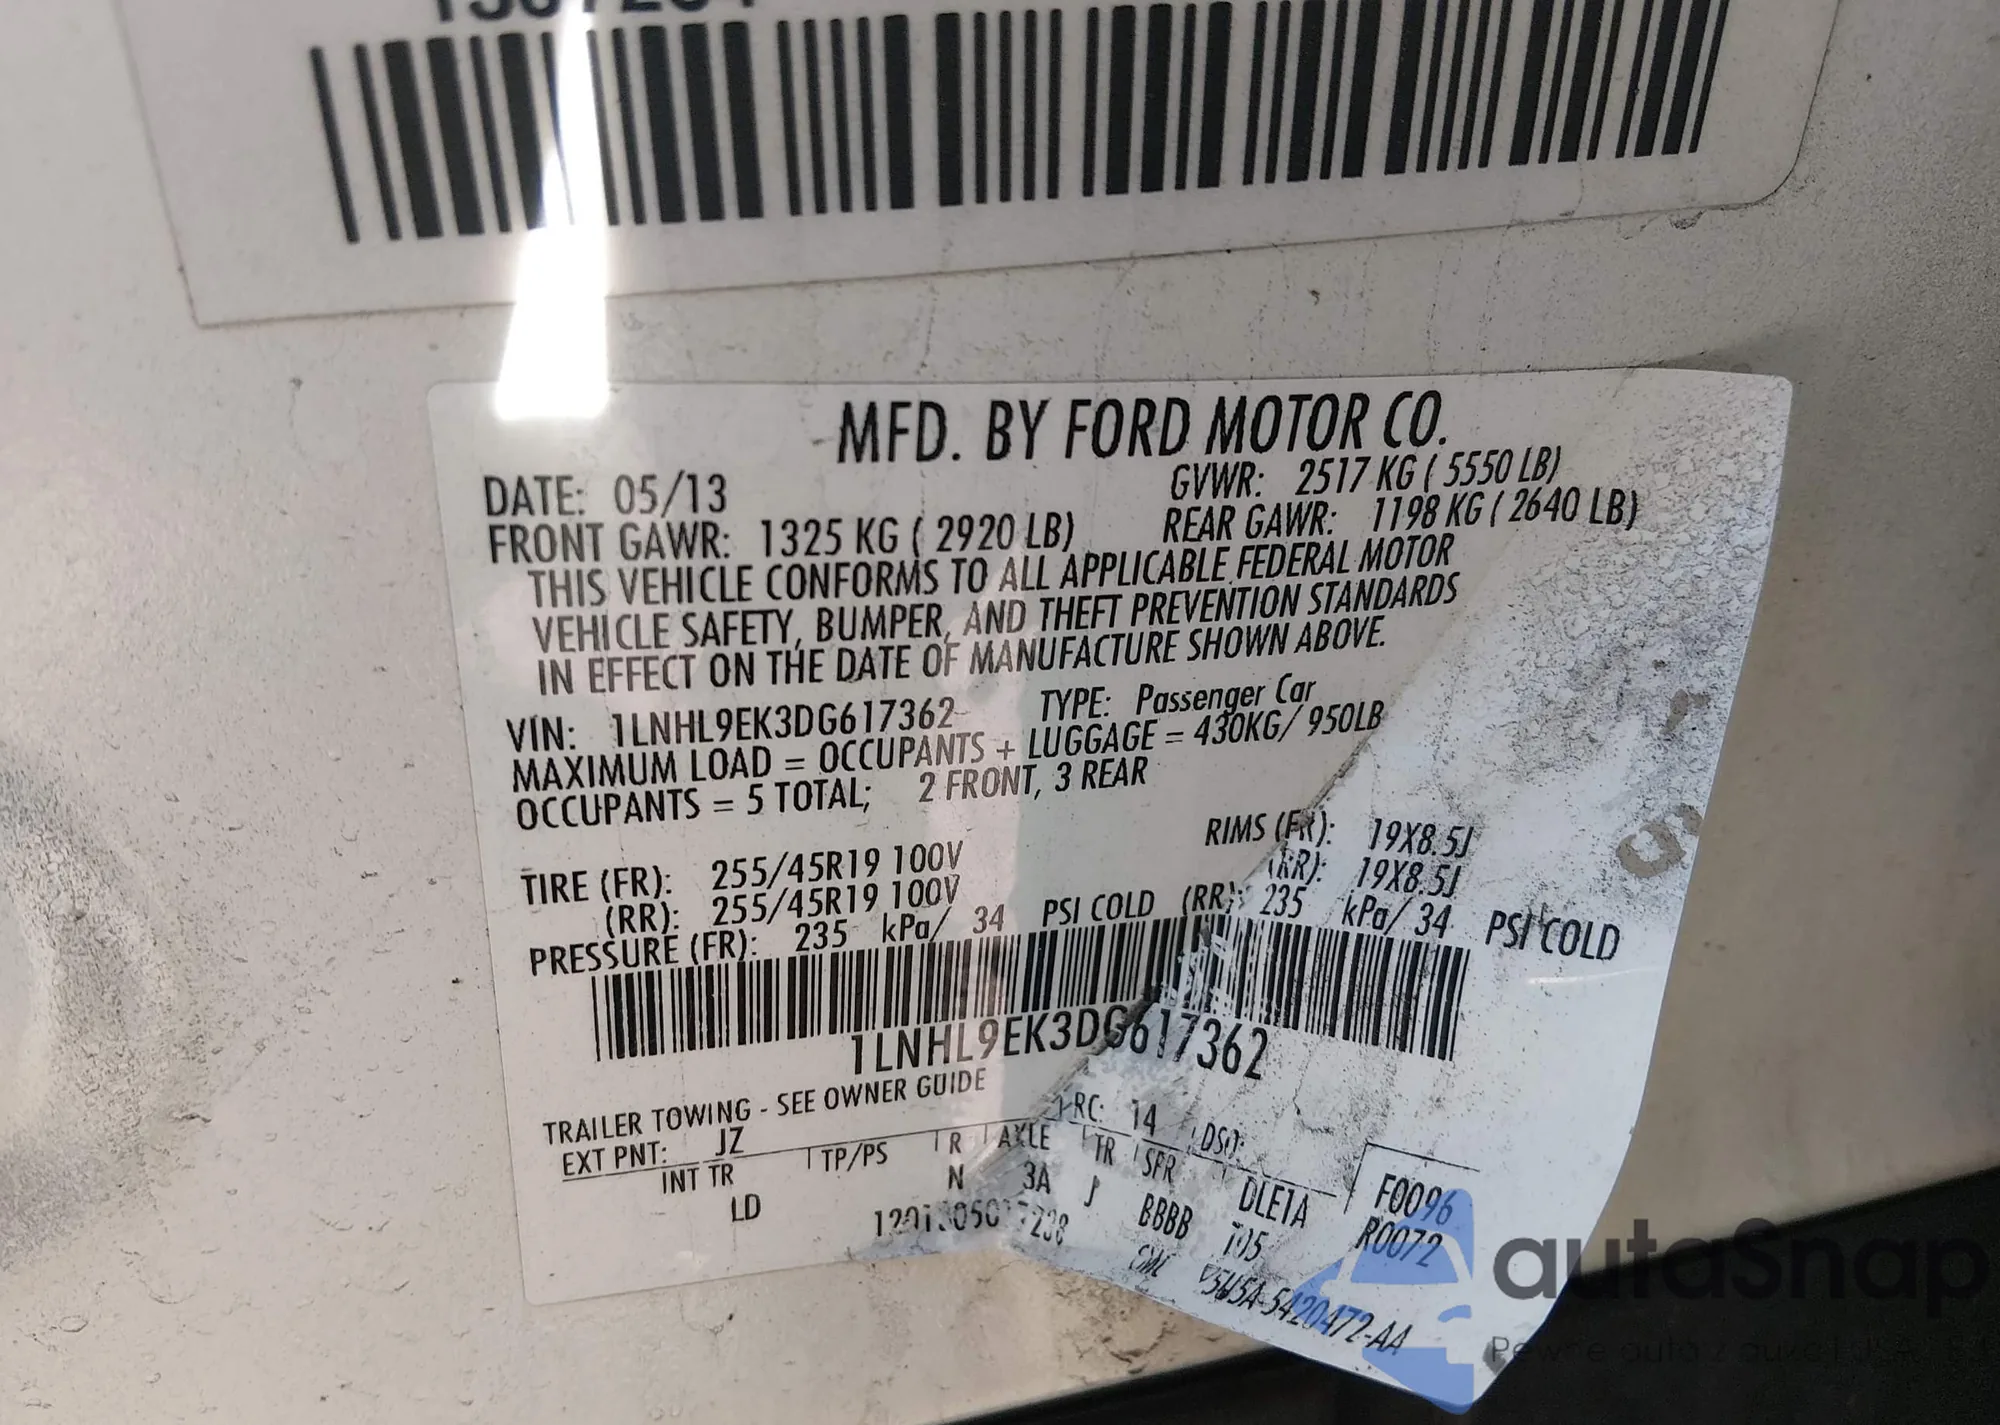 MFD. BY FORD MOTOR CO.
DATE: 05/13 GVWR: 2517 KG ( 5550 LB)
FRONT GAWR: 1325 KG ( 2920 LB) REAR GAWR: 1198 KG ( 2640 LB)
THIS VEHICLE CONFORMS TO ALL APPLICABLE FEDERAL MOTOR
VEHICLE SAFETY, BUMPER, AND THEFT PREVENTION STANDARDS
IN EFFECT ON THE DATE OF MANUFACTURE SHOWN ABOVE.
VIN: 1LNHL9EK3DG617362 TYPE: Passenger Car
MAXIMUM LOAD = OCCUPANTS + LUGGAGE = 430KG/ 950LB
OCCUPANTS = 5 TOTAL; 2 FRONT, 3 REAR
TIRE (FR): 255/45R19 100V RIMS (FR): 19X8.5J
(RR): 255/45R19 100V (RR): 19X8.5J
PRESSURE (FR): 235 kPa/ 34 PSI COLD (RR): 235 kPa/ 34 PSI COLD
1LNHL9EK3DG617362
TRAILER TOWING - SEE OWNER GUIDE
EXT PNT: JZ RC: 14 DSO:
INT TR TP/PS R AXLE TR SPR
LD N 3A J BBBB DLE1A F0096
T05 R0072
autaSnap